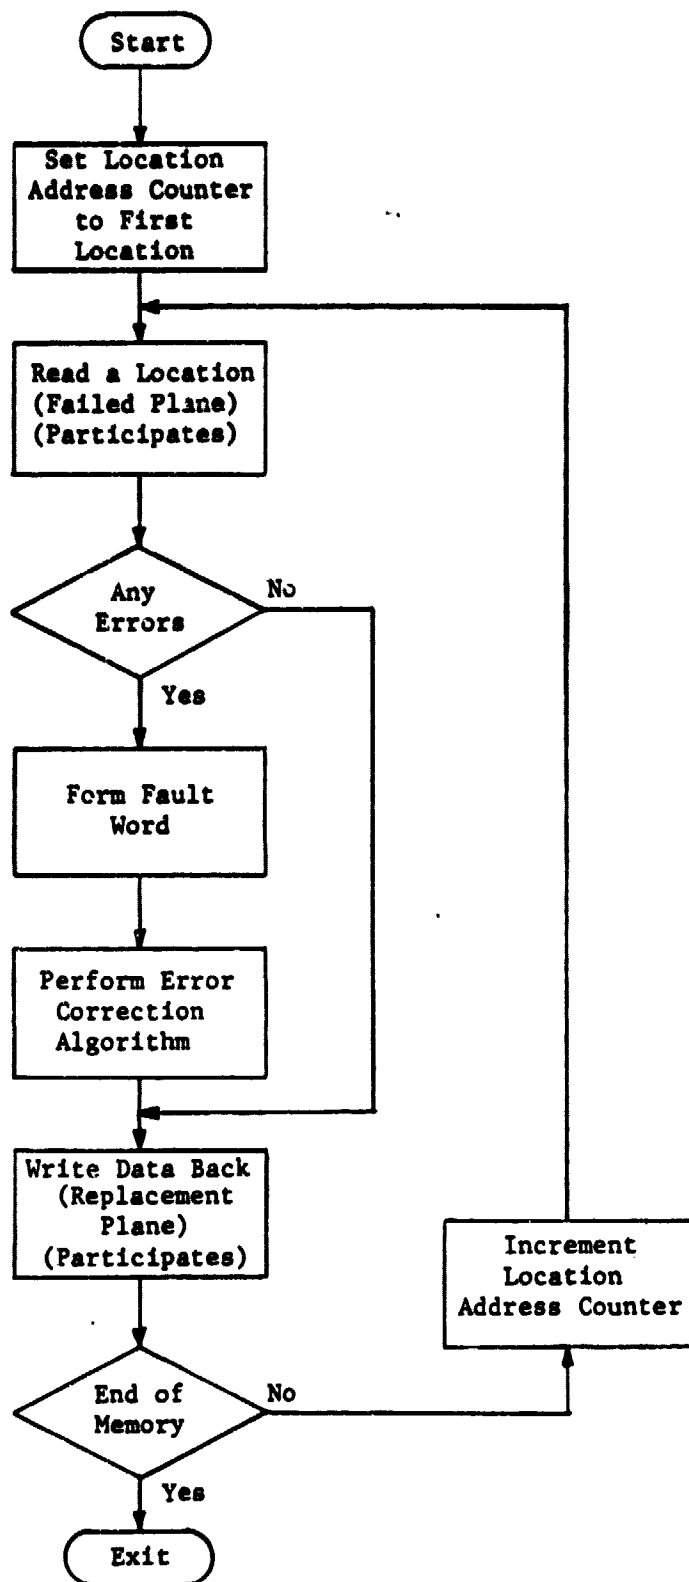 Start
Set Location
Address Counter
to First
Location
Read a Location
(Failed Plane)
(Participates)
Any
Errors
No
Yes
Form Fault
Word
Perform Error
Correction
Algorithm
Write Data Back
(Replacement
Plane)
(Participates)
Increment
Location
Address Counter
End of
Memory
No
Yes
Exit